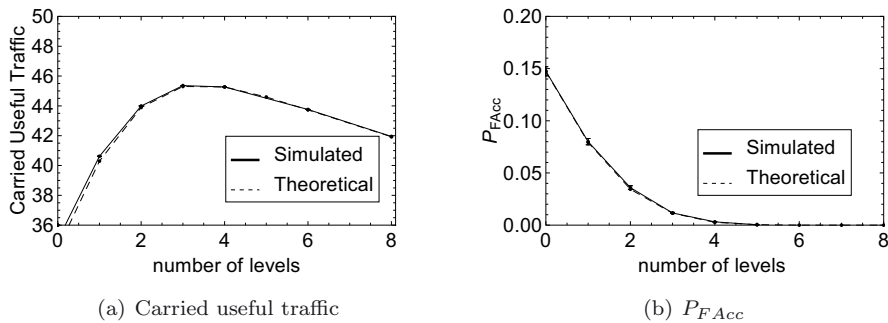 50
48
46
44
42
40
38
36
Carried Useful Traffic
Simulated
Theoretical
0 2 4 6 8
number of levels
(a) Carried useful traffic
0.20
0.15
0.10
0.05
0.00
PFAcc
Simulated
Theoretical
0 2 4 6 8
number of levels
(b) PFAcc